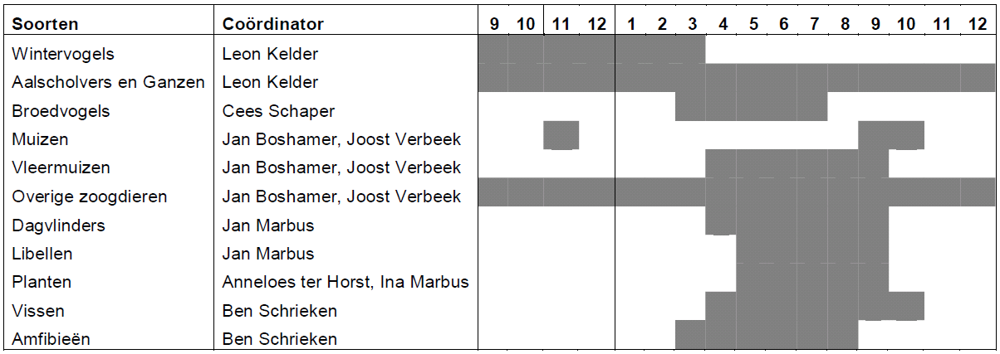 Soorten Coördinator 9 10 11 12 1 2 3 4 5 6 7 8 9 10 11 12
Wintervogels Leon Kelder
Aalscholvers en Ganzen Leon Kelder
Broedvogels Cees Schaper
Muizen Jan Boshamer, Joost Verbeek
Vleermuizen Jan Boshamer, Joost Verbeek
Overige zoogdieren Jan Boshamer, Joost Verbeek
Dagvlinders Jan Marbus
Libellen Jan Marbus
Planten Anneloes ter Horst, Ina Marbus
Vissen Ben Schrieken
Amfibieën Ben Schrieken